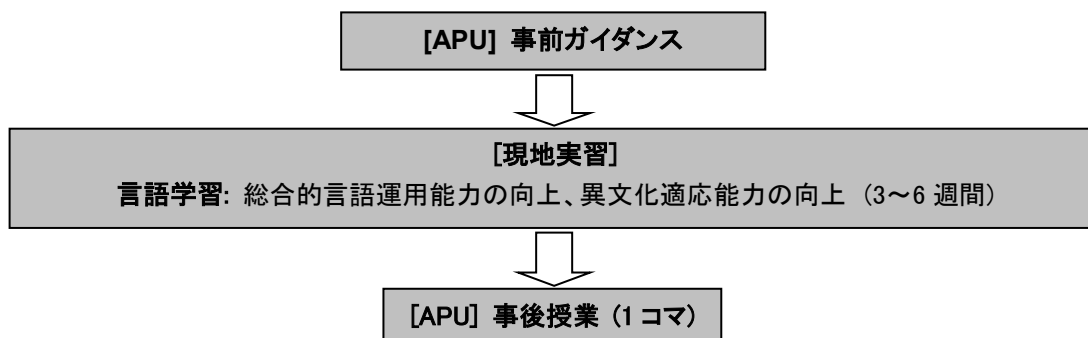 [APU] 事前ガイダンス
[現地実習]
言語学習: 総合的言語運用能力の向上、異文化適応能力の向上 (3～6 週間)
[APU] 事後授業 (1 コマ)